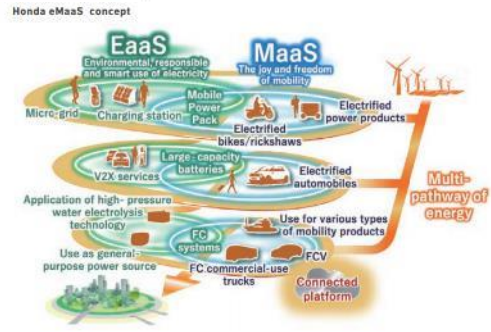 Honda eMaaS concept
EaaS
Environmental, responsible
and smart use of electricity
MaaS
The joy and freedom
of mobility
Mobile
Power
Pack
Micro-grid
Charging station
Electrified
bikes/rickshaws
Electrified
power products
V2X services
Large-capacity
batteries
Electrified
automobiles
Multi-
pathway of
energy
Application of high-pressure
water electrolysis
technology
FC
systems
Use for various types
of mobility products
Use as general-
purpose power source
FC commercial-use
trucks
FCV
Connected
platform